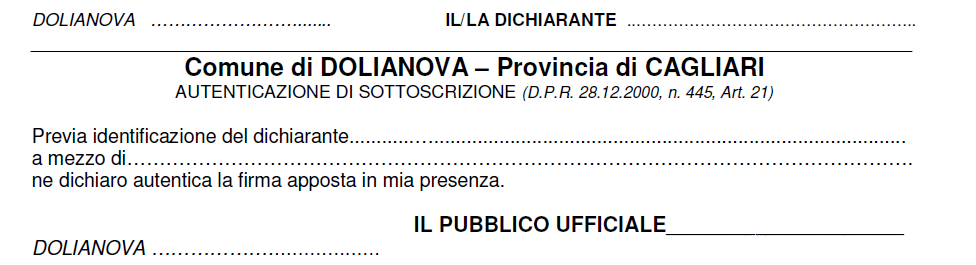 DOLIANOVA ............................... IL/LA DICHIARANTE .....................................................
Comune di DOLIANOVA – Provincia di CAGLIARI
AUTENTICAZIONE DI SOTTOSCRIZIONE (D.P.R. 28.12.2000, n. 445, Art. 21)
Previa identificazione del dichiarante.....................................................................................................
a mezzo di.............................................................................................................................................
ne dichiaro autentica la firma apposta in mia presenza.
IL PUBBLICO UFFICIALE______________________
DOLIANOVA .........................................